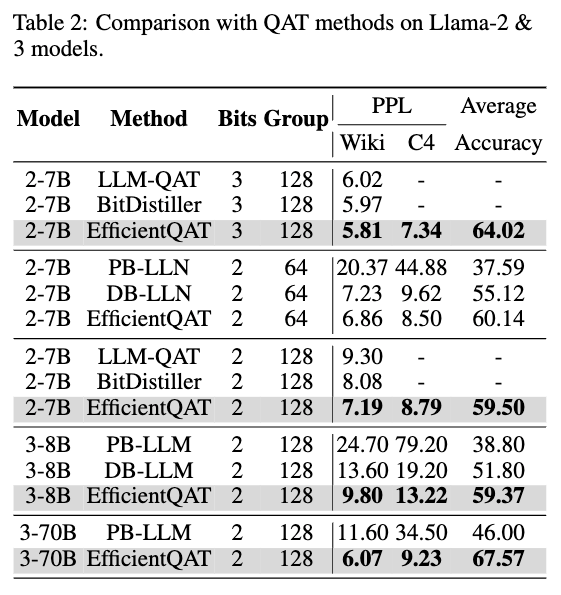 Table 2: Comparison with QAT methods on Llama-2 &
3 models.
Model Method Bits Group PPL Average
Wiki C4 Accuracy
2-7B LLM-QAT 3 128 6.02 - -
2-7B BitDistiller 3 128 5.97 - -
2-7B EfficientQAT 3 128 5.81 7.34 64.02
2-7B PB-LLN 2 64 20.37 44.88 37.59
2-7B DB-LLN 2 64 7.23 9.62 55.12
2-7B EfficientQAT 2 64 6.86 8.50 60.14
2-7B LLM-QAT 2 128 9.30 - -
2-7B BitDistiller 2 128 8.08 - -
2-7B EfficientQAT 2 128 7.19 8.79 59.50
3-8B PB-LLM 2 128 24.70 79.20 38.80
3-8B DB-LLM 2 128 13.60 19.20 51.80
3-8B EfficientQAT 2 128 9.80 13.22 59.37
3-70B PB-LLM 2 128 11.60 34.50 46.00
3-70B EfficientQAT 2 128 6.07 9.23 67.57